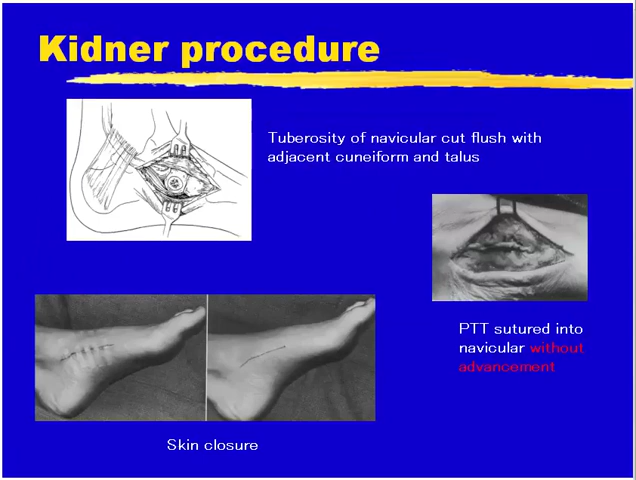 Kidner procedure
Tuberosity of navicular cut flush with
adjacent cuneiform and talus
PTT sutured into
navicular without
advancement
Skin closure